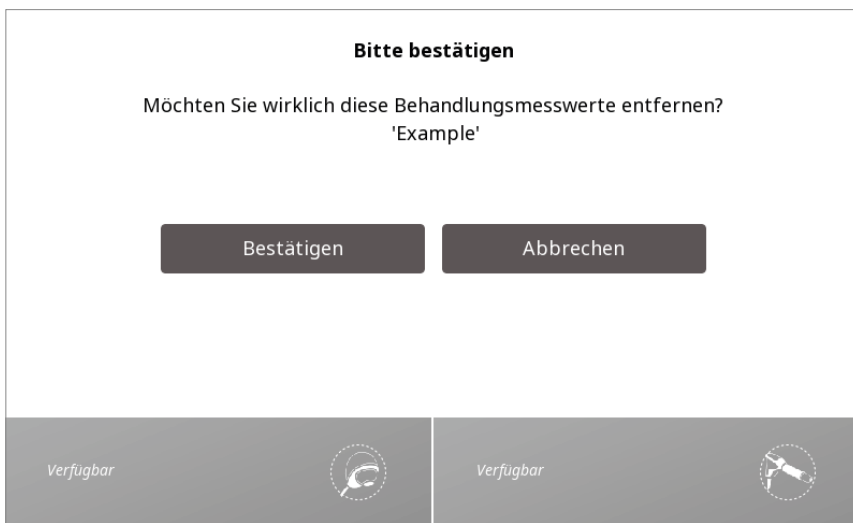 Bitte bestätigen
Möchten Sie wirklich diese Behandlungsmesswerte entfernen?
'Example'
Bestätigen
Abbrechen
Verfügbar
Verfügbar